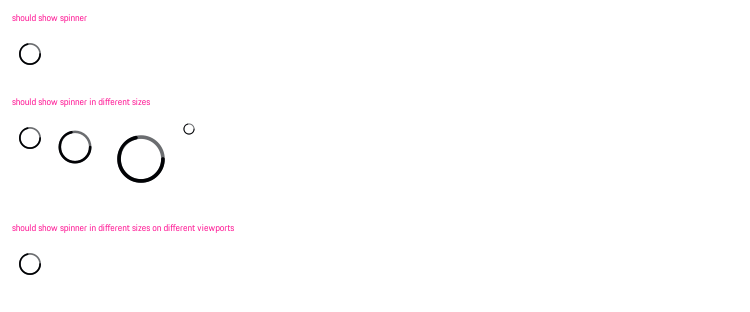 should show spinner
should show spinner in different sizes
should show spinner in different sizes on different viewports